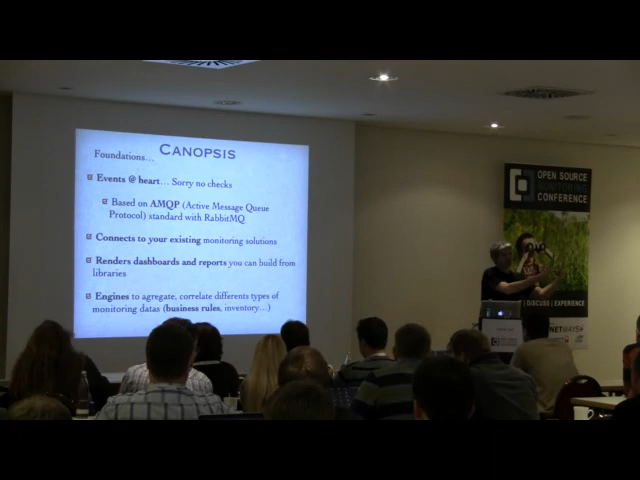 CANOPSIS
Foundations...
Events @ heart... Sorry no checks
Based on AMQP (Active Message Queue
Protocol) standard with RabbitMQ
Connects to your existing monitoring solutions
Renders dashboards and reports you can build from
libraries
Engines to agregate, correlate differents types of
monitoring datas (business rules, inventory...)
OPEN SOURCE
MONITORING
CONFERENCE
| DISCUSS | EXPERIENCE
NETWAYS